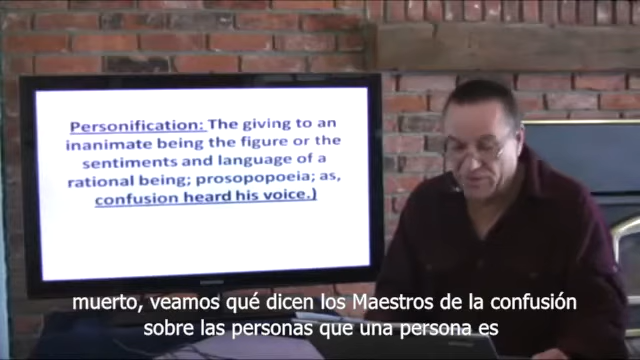 Personification: The giving to an
inanimate being the figure or the
sentiments and language of a
rational being; prosopopoeia; as,
confusion heard his voice.)
muerto, veamos qué dicen los Maestros de la confusión
sobre las personas que una persona es